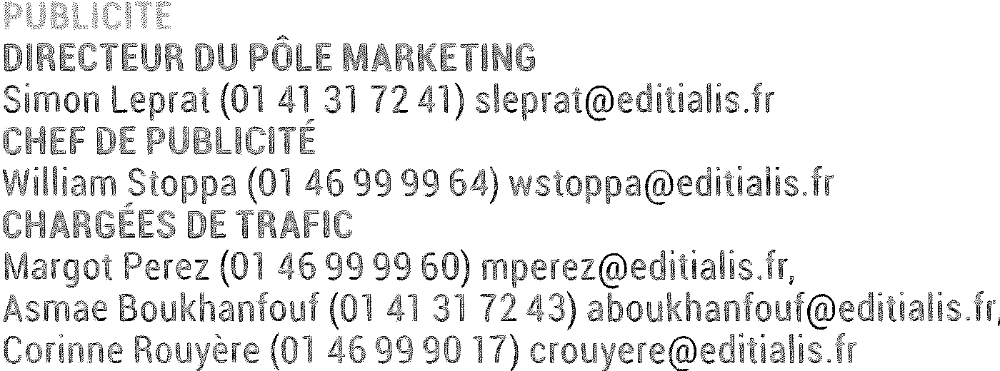 PUBLICITÉ
DIRECTEUR DU PÔLE MARKETING
Simon Leprat (01 41 31 72 41) sleprat@editialis.fr
CHEF DE PUBLICITÉ
William Stoppa (01 46 99 99 64) wstoppa@editialis.fr
CHARGÉES DE TRAFIC
Margot Perez (01 46 99 99 60) mperez@editialis.fr,
Asmae Boukhanfouf (01 41 31 72 43) aboukhanfouf@editialis.fr,
Corinne Rouyère (01 46 99 90 17) crouyere@editialis.fr